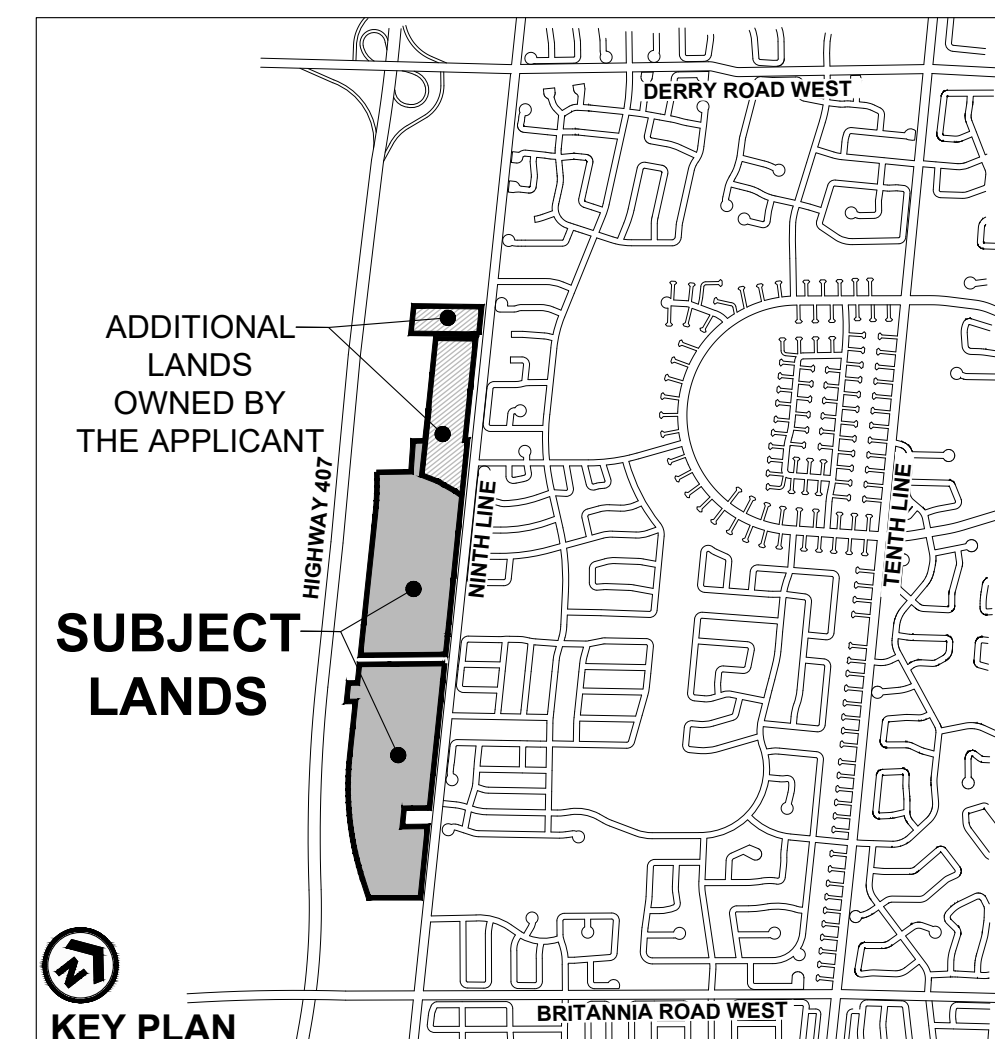 DERRY ROAD WEST
ADDITIONAL
LANDS
OWNED BY
THE APPLICANT
HIGHWAY 407
NINTH LINE
TENTH LINE
SUBJECT
LANDS
N
KEY PLAN
BRITANNIA ROAD WEST